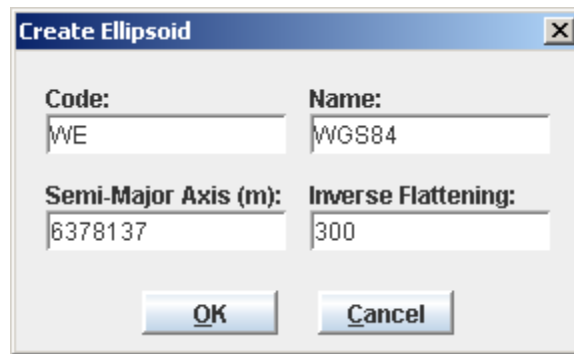 Create Ellipsoid
Code: Name:
WE WGS84
Semi-Major Axis (m): Inverse Flattening:
6378137 300
OK Cancel